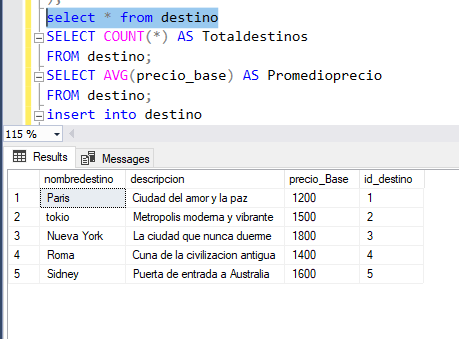 );
select * from destino
SELECT COUNT(*) AS Totaldestinos
FROM destino;
SELECT AVG(precio_base) AS Promedioprecio
FROM destino;
insert into destino
115 %
Results Messages
nombredestino descripcion precio_Base id_destino
1 Paris Ciudad del amor y la paz 1200 1
2 tokio Metropolis moderna y vibrante 1500 2
3 Nueva York La ciudad que nunca duerme 1800 3
4 Roma Cuna de la civilizacion antigua 1400 4
5 Sidney Puerta de entrada a Australia 1600 5